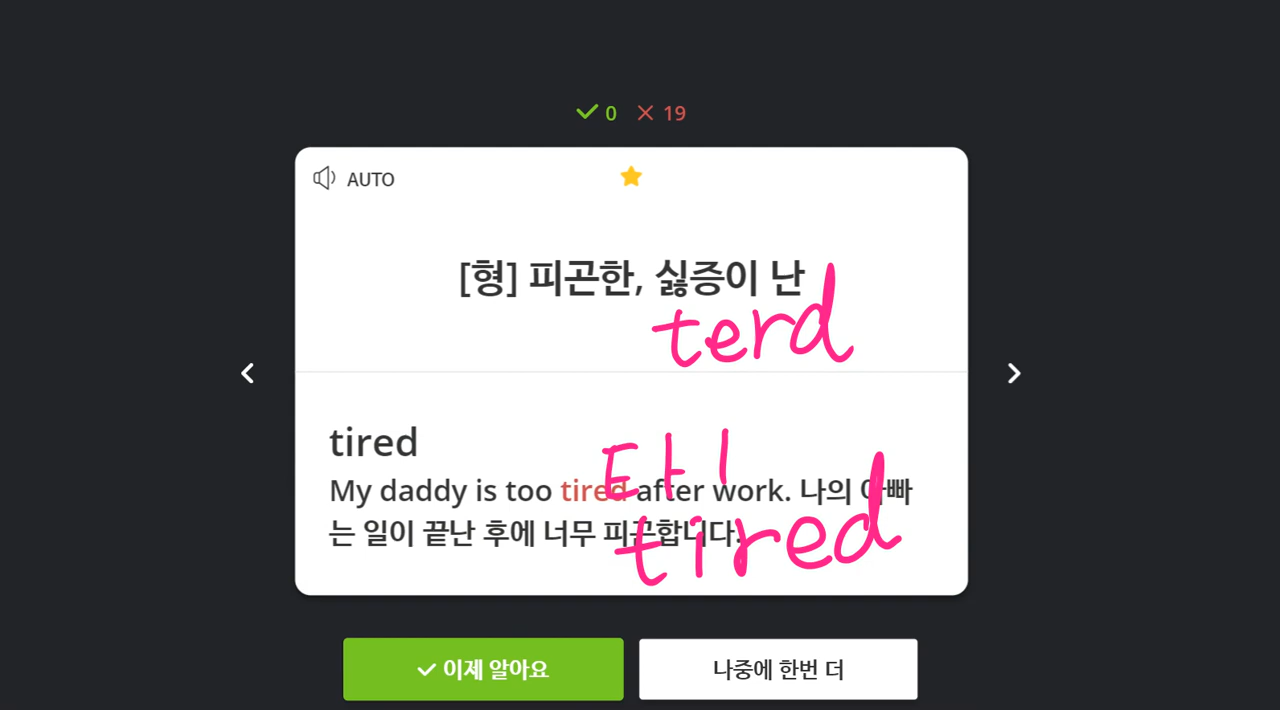 0 19
AUTO
[형] 피곤한, 싫증이 난
terd
tired
타 ㅣ
My daddy is too tired after work. 나의 아빠
는 일이 끝난 후에 너무 피곤합니다.
tired
이제 알아요
나중에 한번 더